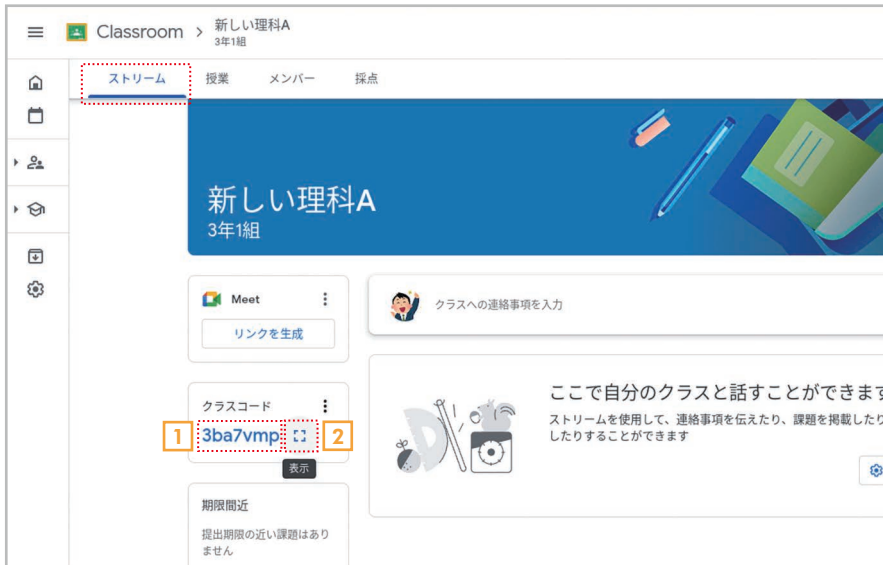 Classroom > 新しい理科A
3年1組
ストリーム 授業 メンバー 採点
新しい理科A
3年1組
Meet
リンクを生成
クラスへの連絡事項を入力
クラスコード
1 3ba7vmp 2
表示
ここで自分のクラスと話すことができます
ストリームを使用して、連絡事項を伝えたり、課題を掲載したり
したりすることができます
期限間近
提出期限の近い課題はあり
ません